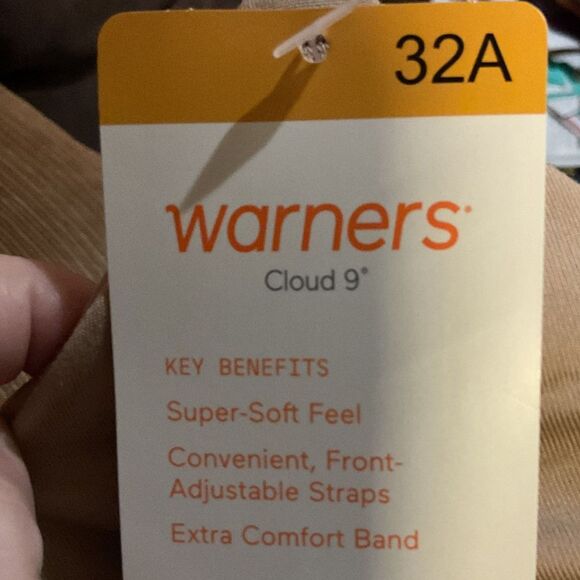 32A
warners®
Cloud 9®
KEY BENEFITS
Super-Soft Feel
Convenient, Front-
Adjustable Straps
Extra Comfort Band